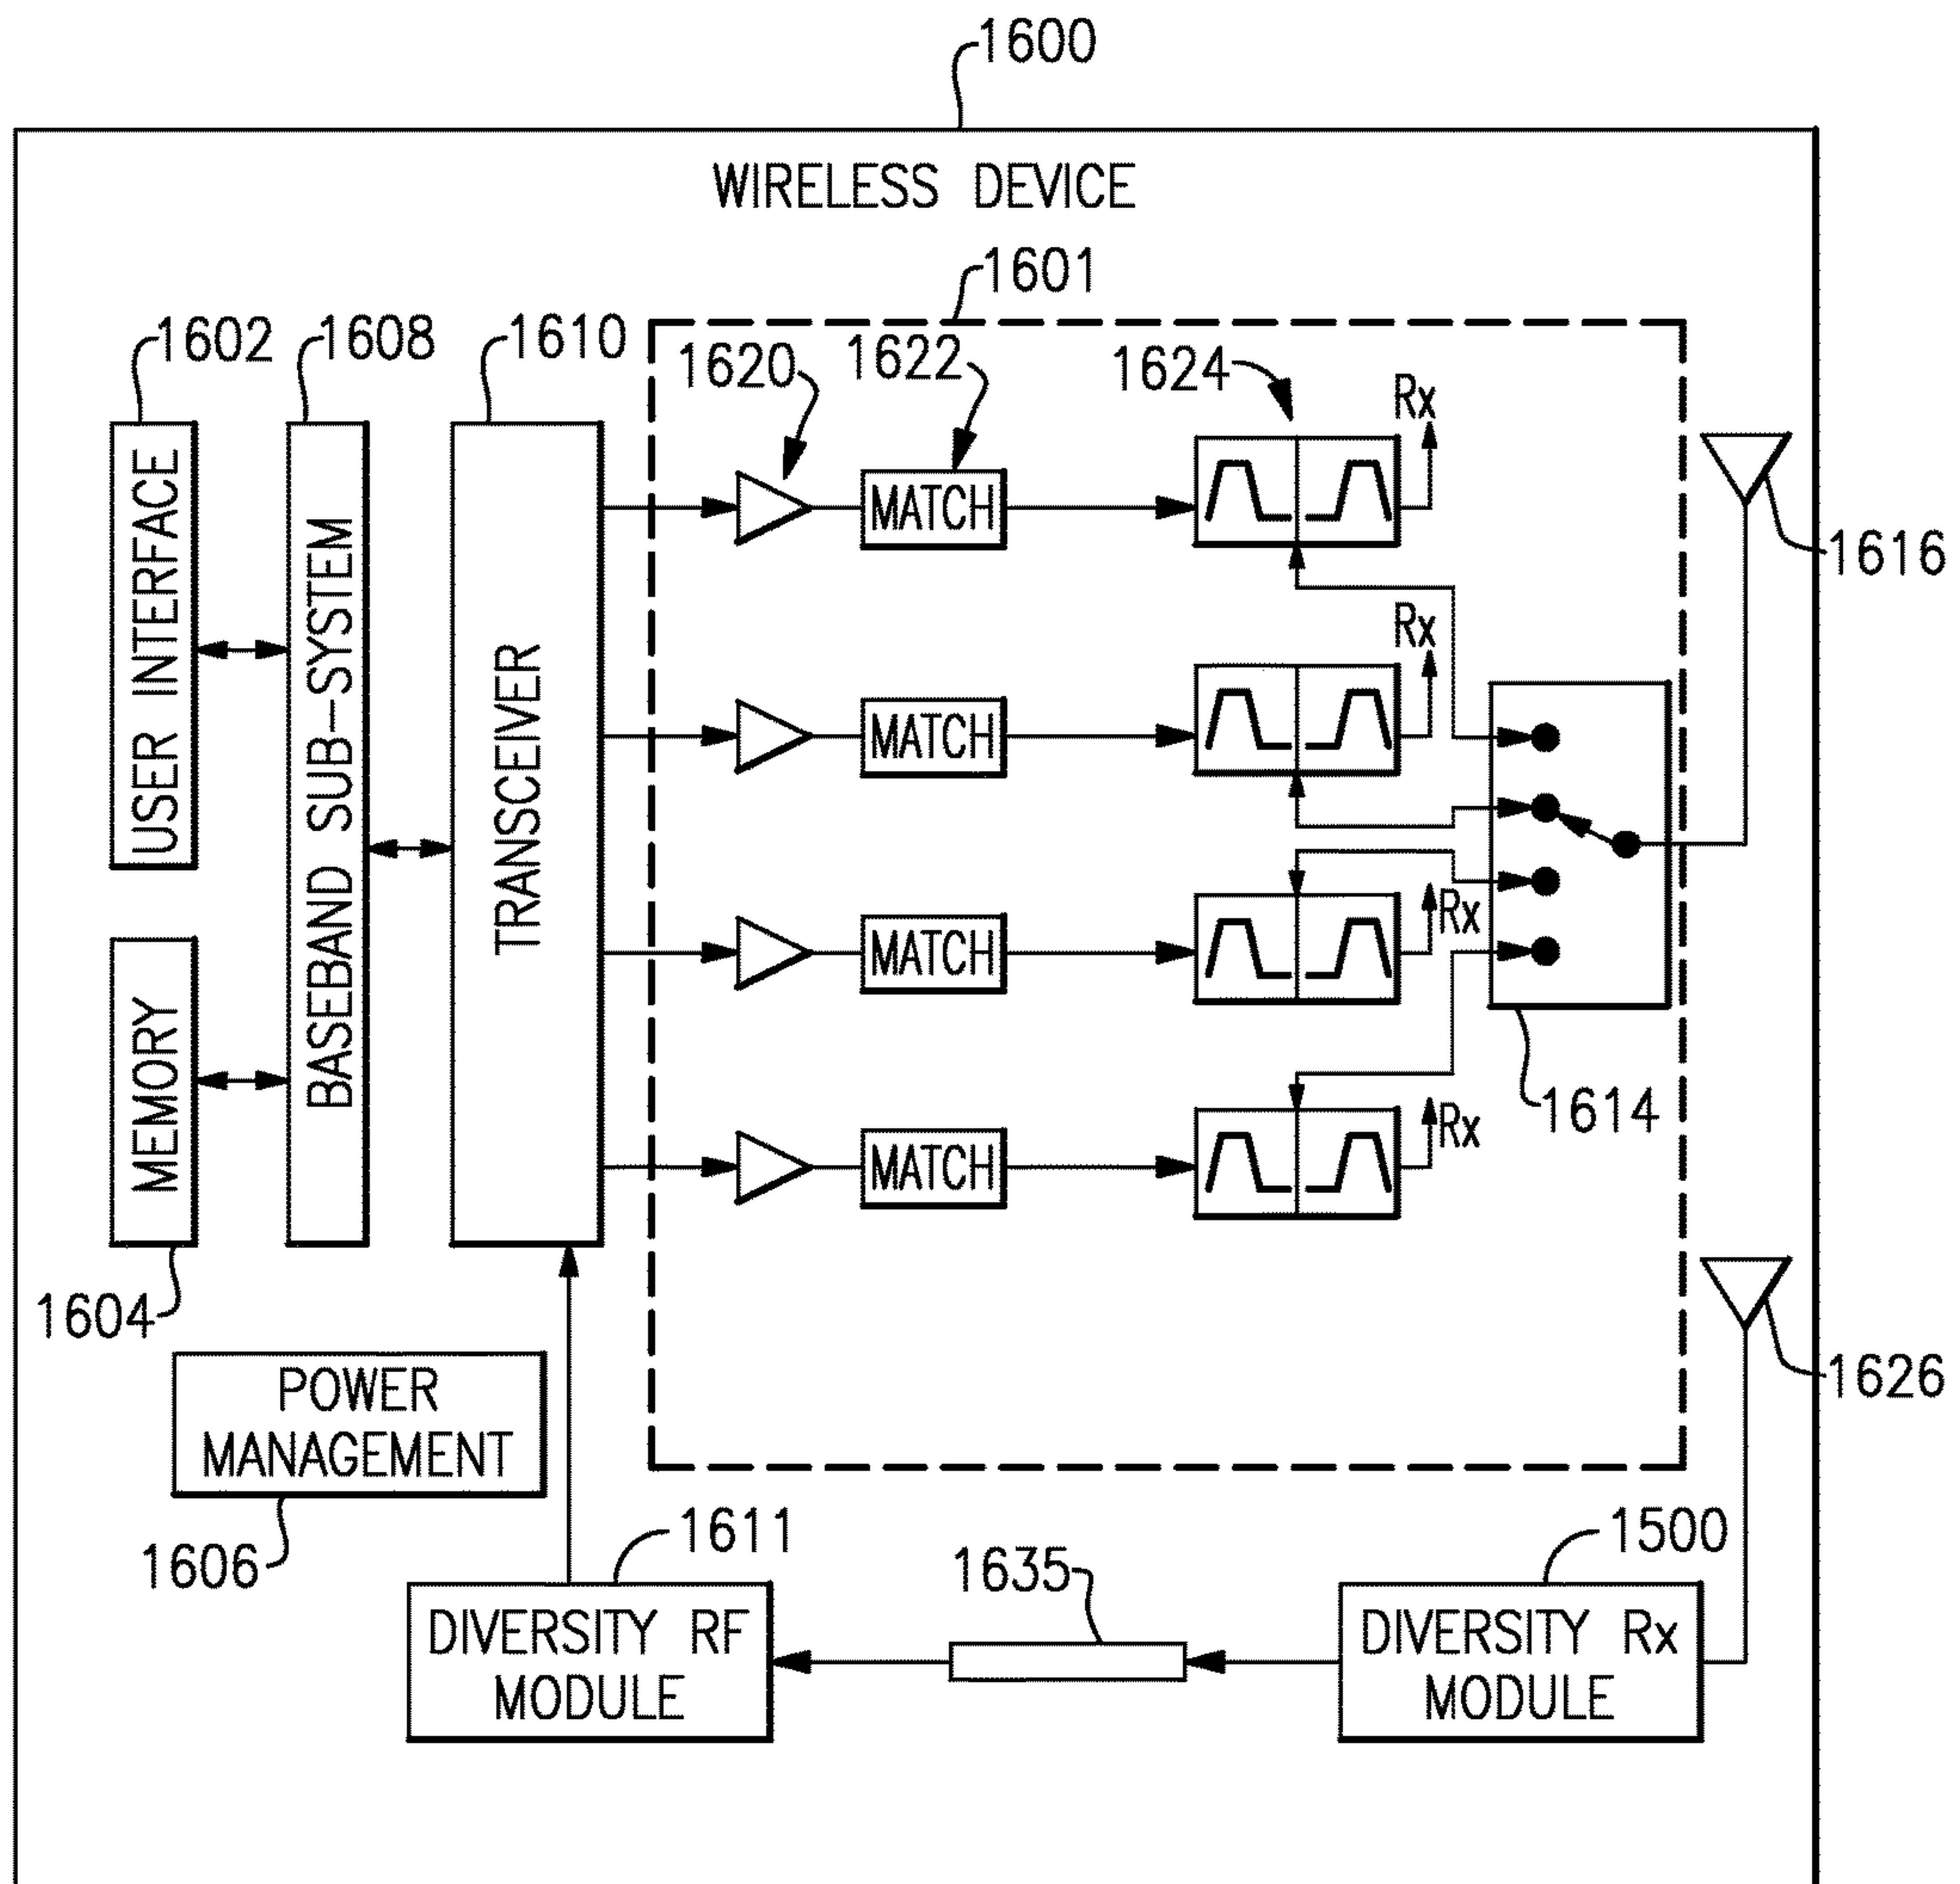 1600
WIRELESS DEVICE
1601
1602
1608
1610
1620
1622
1624
Rx
USER INTERFACE
BASEBAND SUB-SYSTEM
TRANSCEIVER
MATCH
1616
Rx
MATCH
MATCH
Rx
MEMORY
MATCH
Rx
1614
1604
POWER
MANAGEMENT
1626
1606
1611
1635
1500
DIVERSITY RF
MODULE
DIVERSITY Rx
MODULE